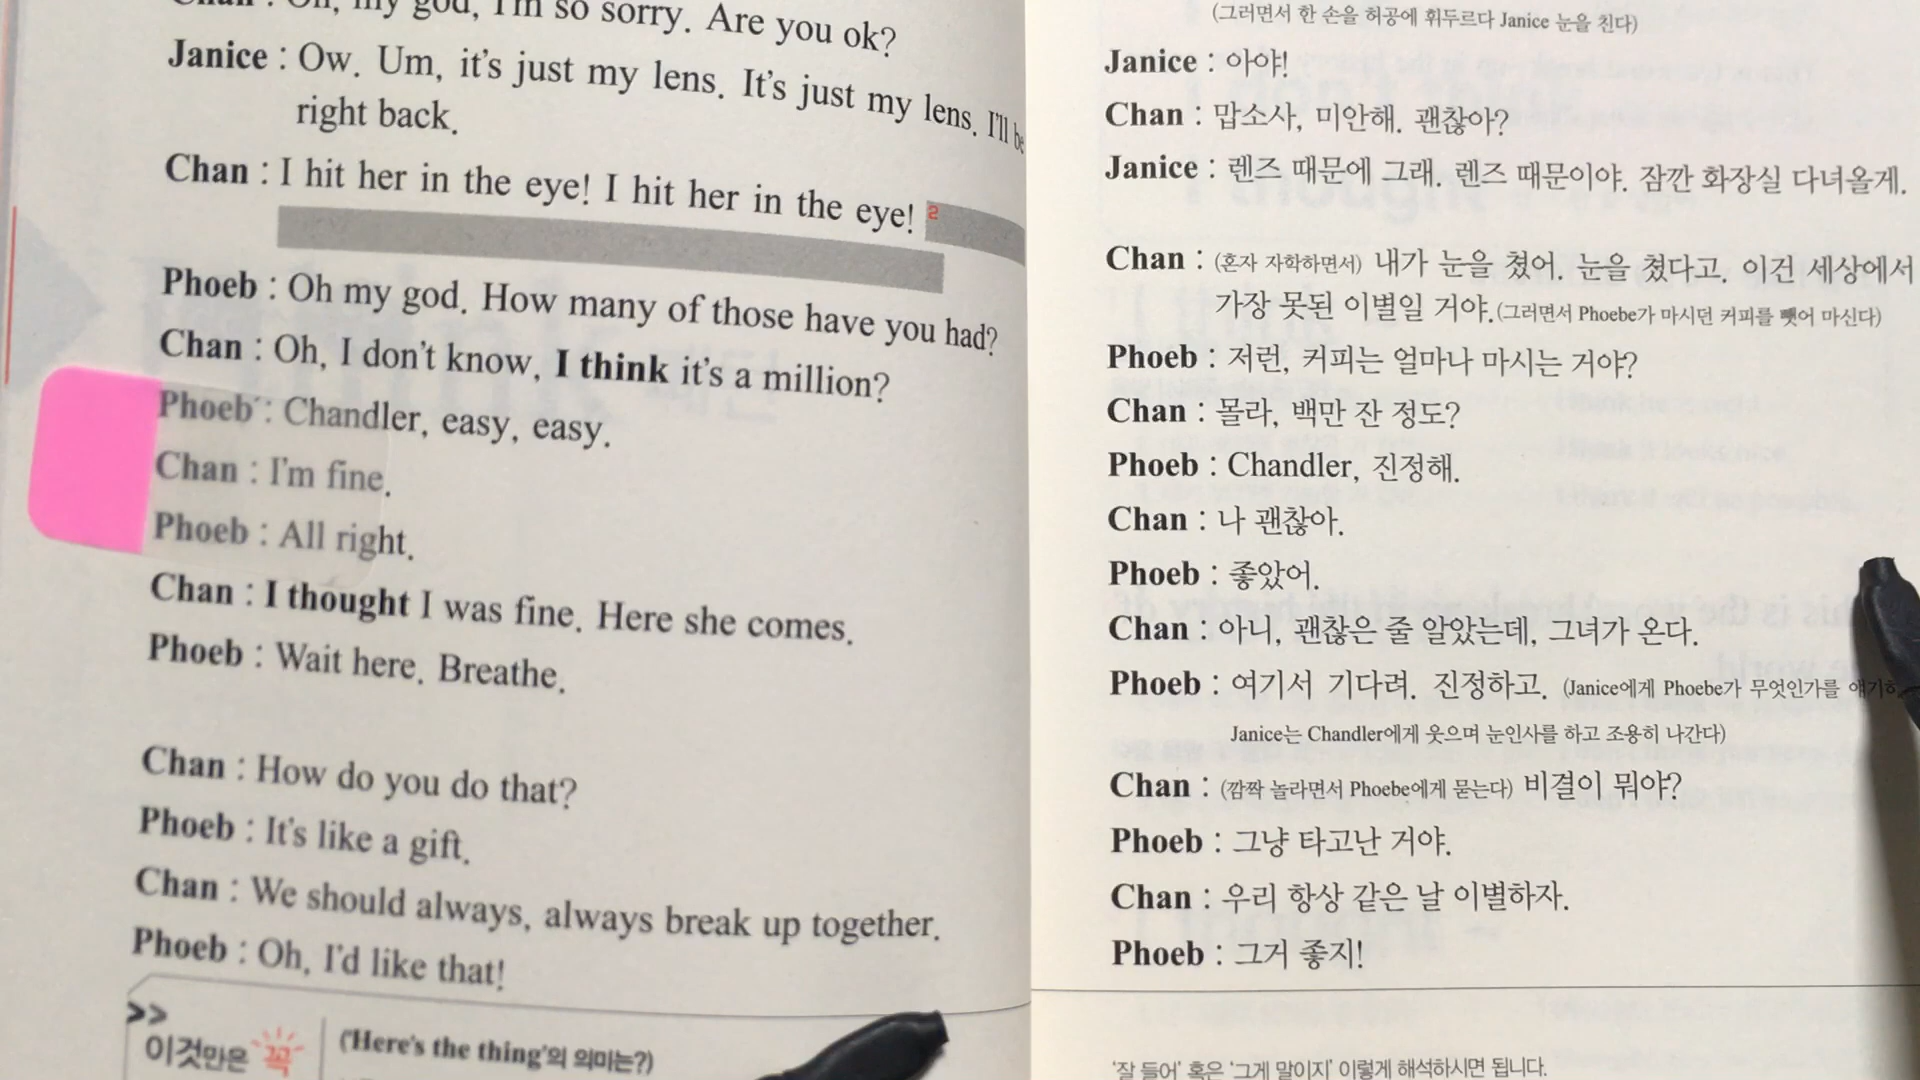 Chan : Oh, my god, I'm so sorry. Are you ok?
Janice : Ow. Um, it's just my lens. It's just my lens. I'll be
right back.
Chan : I hit her in the eye! I hit her in the eye! 2
Phoeb : Oh my god. How many of those have you had?
Chan : Oh, I don't know, I think it's a million?
Phoeb : Chandler, easy, easy.
Chan : I'm fine.
Phoeb : All right.
Chan : I thought I was fine. Here she comes.
Phoeb : Wait here. Breathe.
Chan : How do you do that?
Phoeb : It's like a gift.
Chan : We should always, always break up together.
Phoeb : Oh, I'd like that!
>>
이것만은 꼭
('Here's the thing'의 의미는?)
(그러면서 한 손을 허공에 휘두르다 Janice 눈을 친다)
Janice : 아야!
Chan : 맙소사, 미안해. 괜찮아?
Janice : 렌즈 때문에 그래. 렌즈 때문이야. 잠깐 화장실 다녀올게.
Chan : (혼자 자학하면서) 내가 눈을 쳤어. 눈을 쳤다고. 이건 세상에서
가장 못된 이별일 거야.(그러면서 Phoebe가 마시던 커피를 뺏어 마신다)
Phoeb : 저런, 커피는 얼마나 마시는 거야?
Chan : 몰라, 백만 잔 정도?
Phoeb : Chandler, 진정해.
Chan : 나 괜찮아.
Phoeb : 좋았어.
Chan : 아니, 괜찮은 줄 알았는데, 그녀가 온다.
Phoeb : 여기서 기다려. 진정하고. (Janice에게 Phoebe가 무엇인가를
Janice는 Chandler에게 웃으며 눈인사를 하고 조용히 나간다)
Chan : (깜짝 놀라면서 Phoebe에게 묻는다) 비결이 뭐야?
Phoeb : 그냥 타고난 거야.
Chan : 우리 항상 같은 날 이별하자.
Phoeb : 그거 좋지!
'잘 들어' 혹은 '그게 말이지' 이렇게 해석하시면 됩니다.